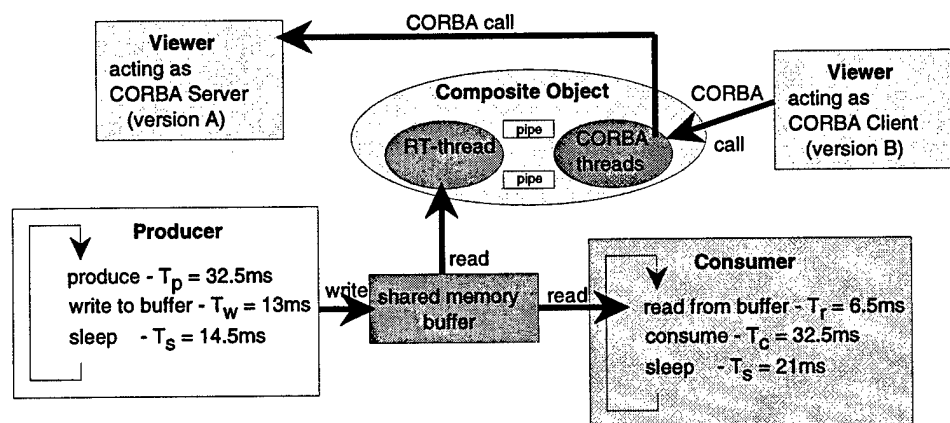 CORBA call
Viewer
acting as
CORBA Server
(version A)
Composite Object
RT-thread
pipe
pipe
CORBA
threads
CORBA
call
Viewer
acting as
CORBA Client
(version B)
Producer
produce - Tp = 32.5ms
write to buffer - Tw = 13ms
sleep - Ts = 14.5ms
write
read
shared memory
buffer
read
Consumer
read from buffer - Tr = 6.5ms
consume - Tc = 32.5ms
sleep - Ts = 21ms